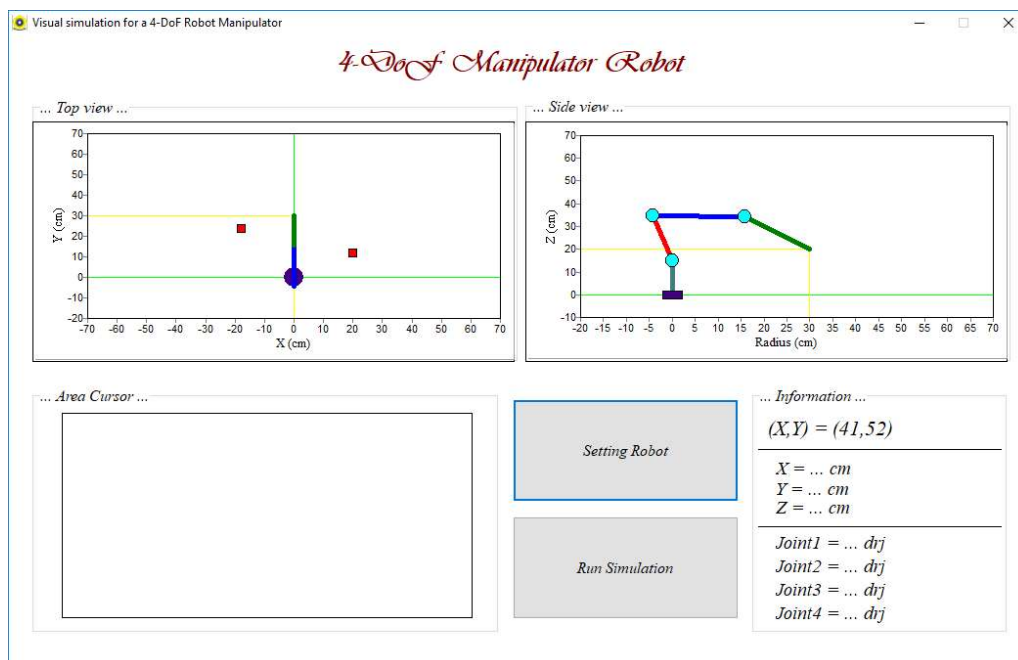 Visual simulation for a 4-DoF Robot Manipulator
4-DoF Manipulator Robot
... Top view ...
70
60
50
40
30
20
10
0
-10
-20
Y (cm)
-70 -60 -50 -40 -30 -20 -10 0 10 20 30 40 50 60 70
X (cm)
... Side view ...
70
60
50
40
30
20
10
0
-10
Z (cm)
-20 -15 -10 -5 0 5 10 15 20 25 30 35 40 45 50 55 60 65 70
Radius (cm)
... Area Cursor ...
Setting Robot
Run Simulation
... Information ...
(X,Y) = (41,52)
X = ... cm
Y = ... cm
Z = ... cm
Joint1 = ... drj
Joint2 = ... drj
Joint3 = ... drj
Joint4 = ... drj